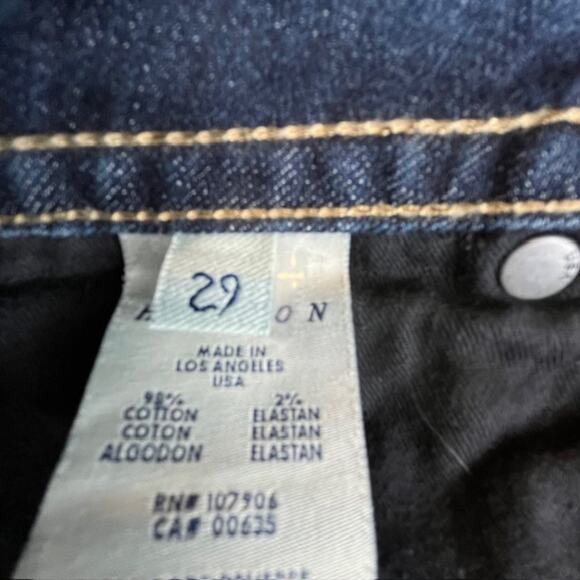 29
O N
MADE IN
LOS ANGELES
USA
98% 2%
COTTON ELASTAN
COTON ELASTAN
ALGODON ELASTAN
RN# 107906
CA# 00635